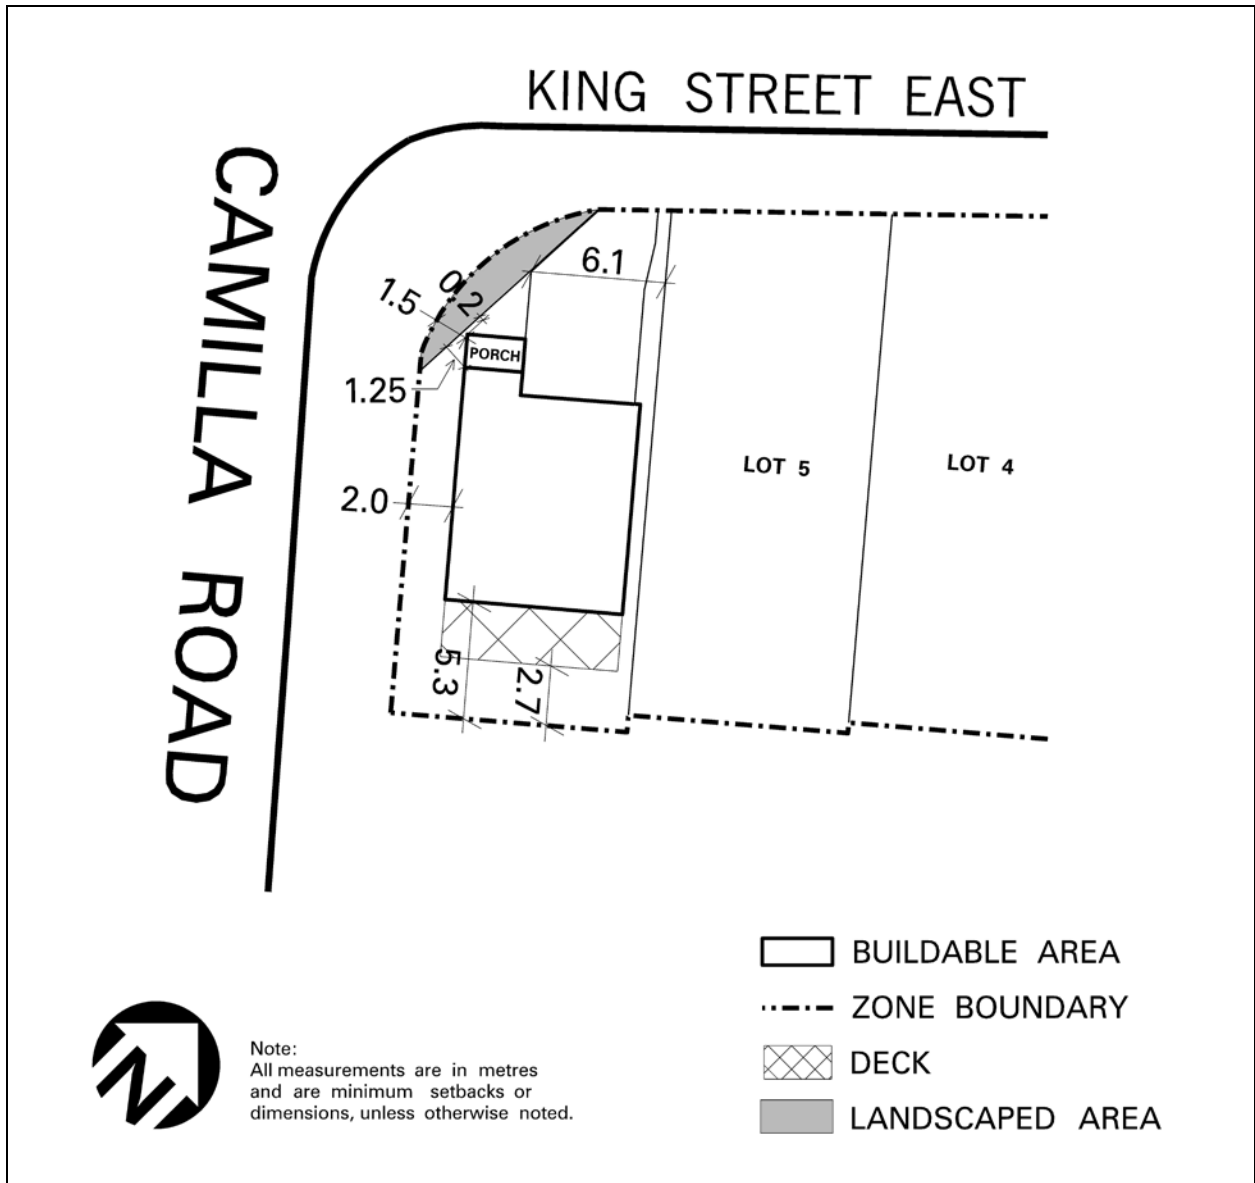 KING STREET EAST
CAMILLA ROAD
6.1
0.2
1.5
PORCH
1.25
LOT 5
LOT 4
2.0
5.3
2.7
BUILDABLE AREA
ZONE BOUNDARY
DECK
LANDSCAPED AREA
N
Note:
All measurements are in metres
and are minimum setbacks or
dimensions, unless otherwise noted.